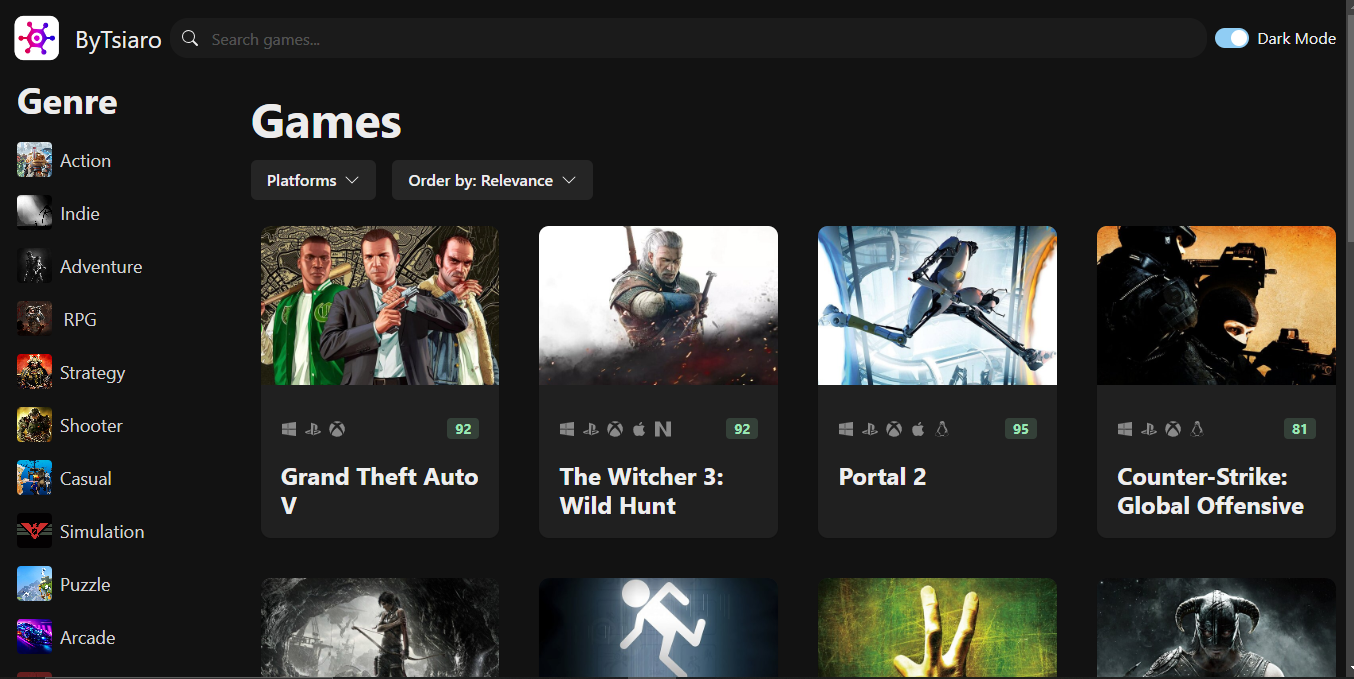 ByTsiaro
Search games...
Dark Mode
Genre
Action
Indie
Adventure
RPG
Strategy
Shooter
Casual
Simulation
Puzzle
Arcade
Games
Platforms
Order by: Relevance
92
Grand Theft Auto
V
92
The Witcher 3:
Wild Hunt
95
Portal 2
81
Counter-Strike:
Global Offensive